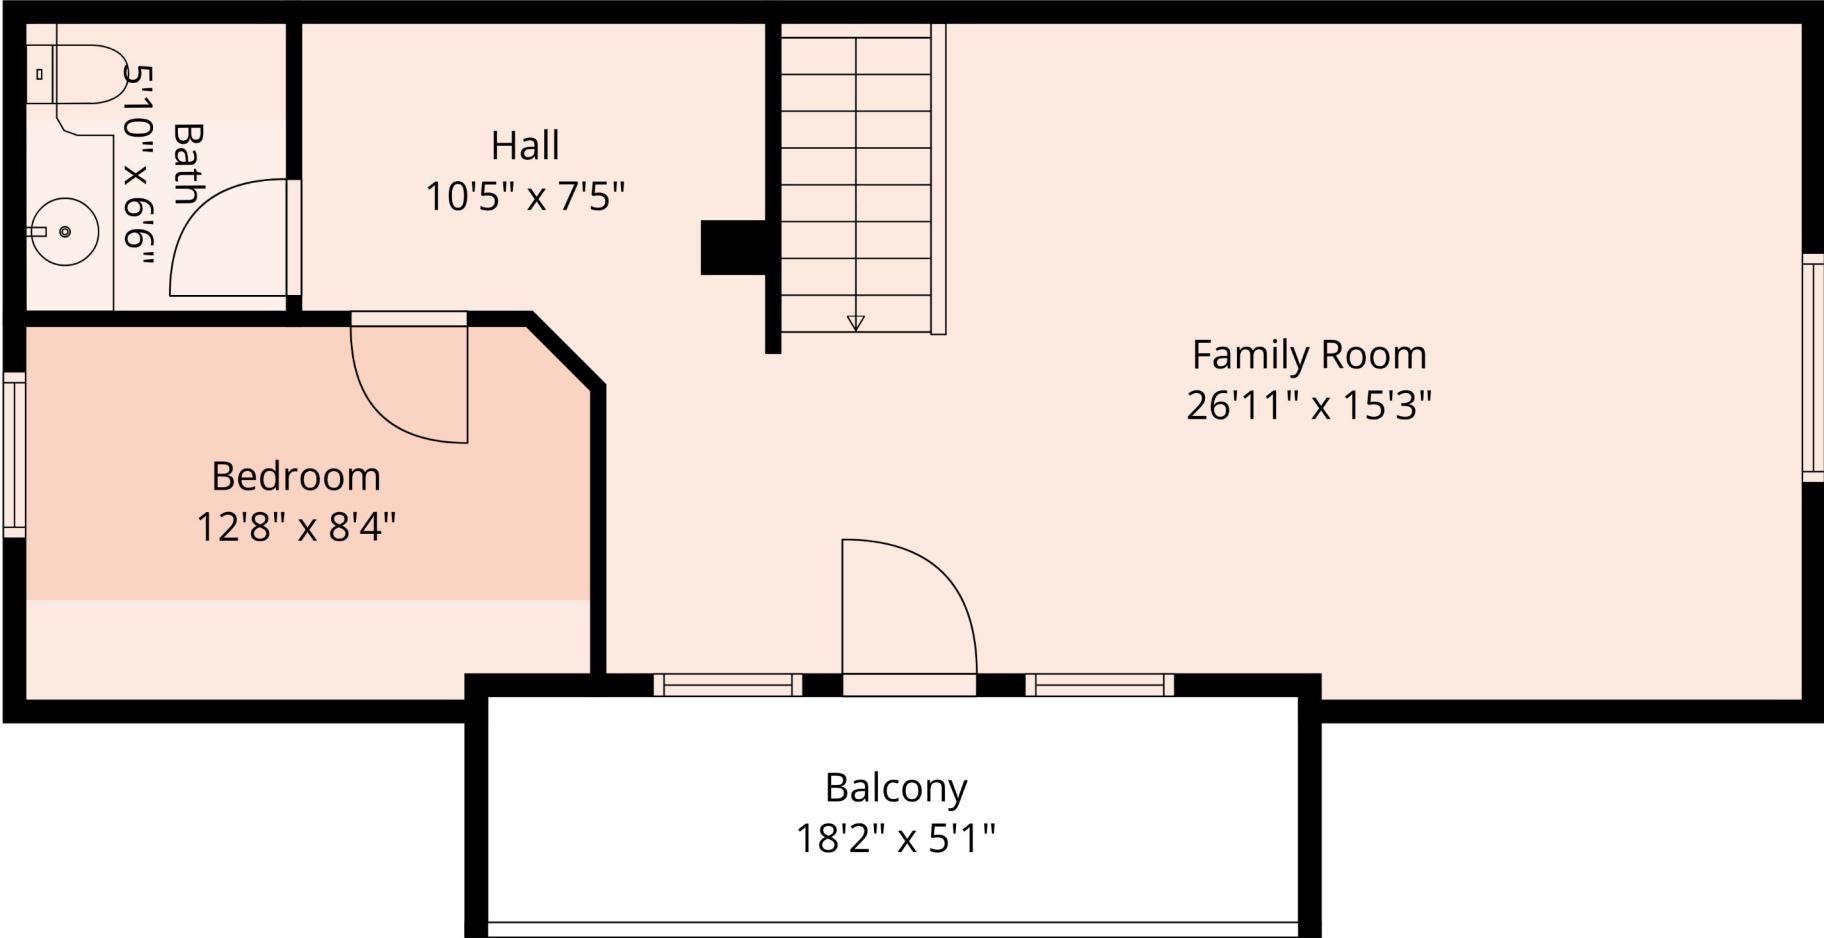 Bath
5'10" x 6'6"
Hall
10'5" x 7'5"
Family Room
26'11" x 15'3"
Bedroom
12'8" x 8'4"
Balcony
18'2" x 5'1"